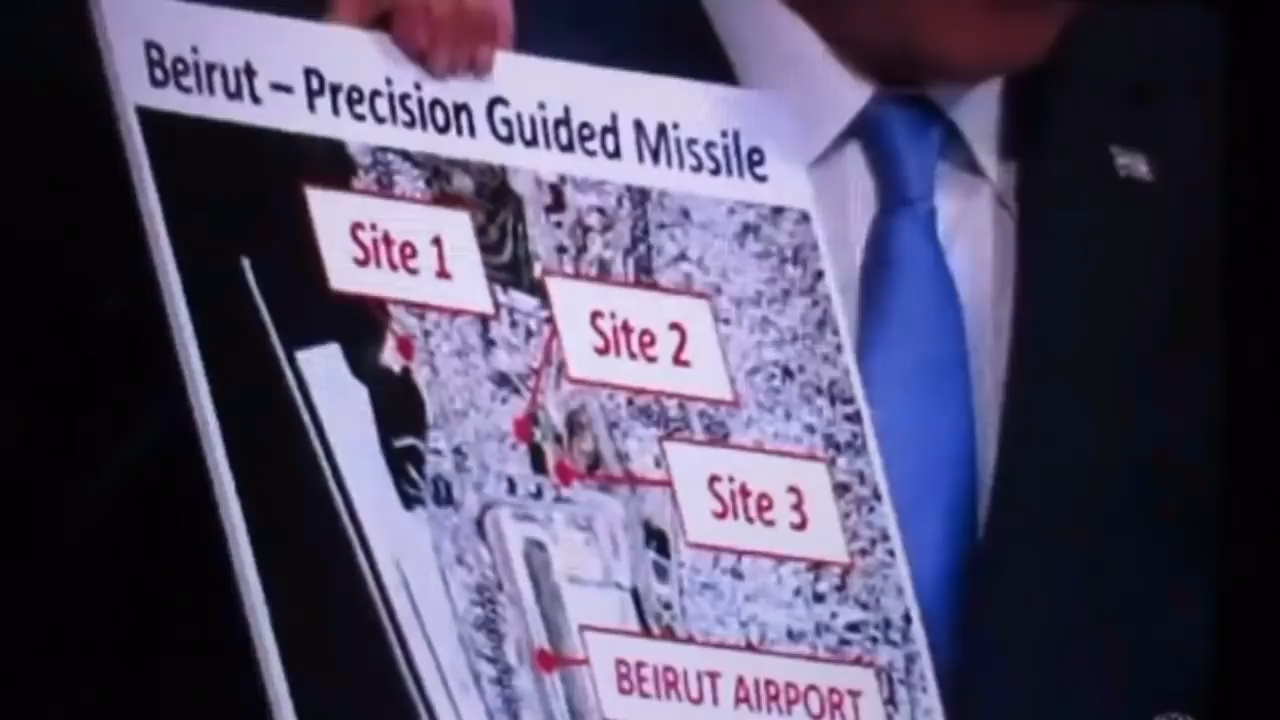 Beirut – Precision Guided Missile
Site 1
Site 2
Site 3
BEIRUT AIRPORT